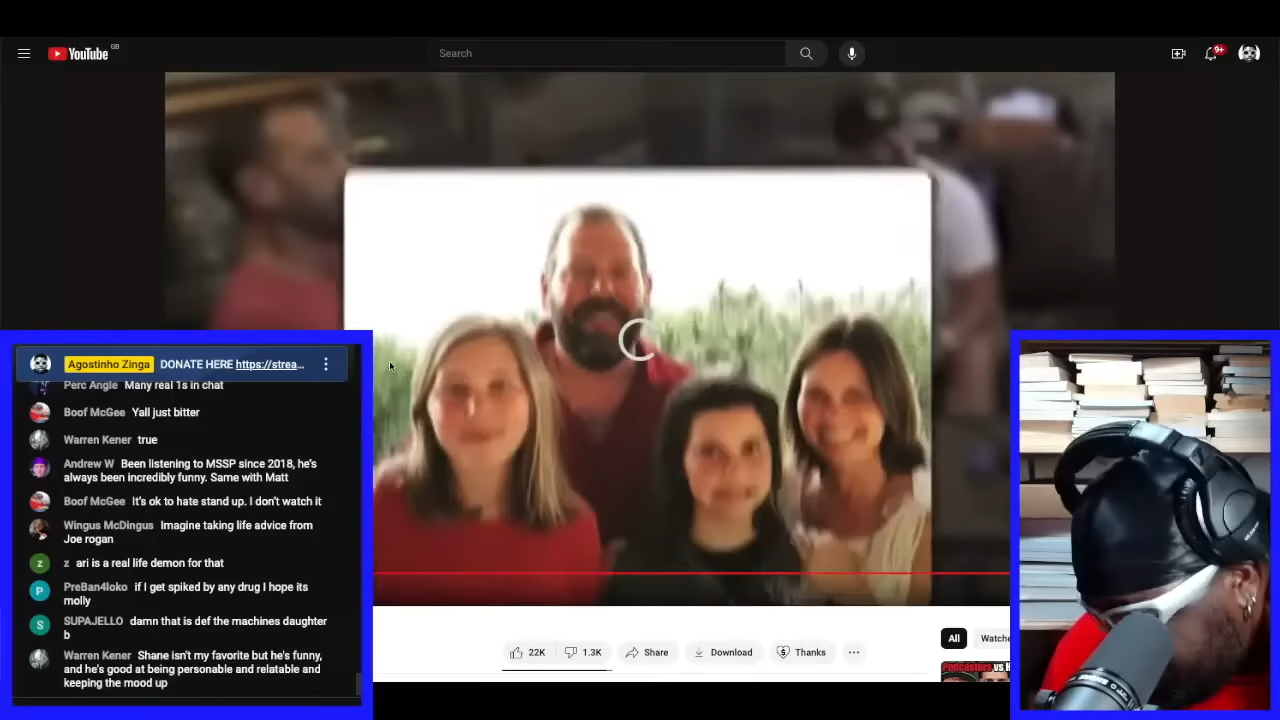 YouTube GB
Search
9+
Agostinho Zinga DONATE HERE https://strea...
Perc Angle Many real 1s in chat
Boof McGee Yall just bitter
Warren Kener true
Andrew W Been listening to MSSP since 2018, he's
always been incredibly funny. Same with Matt
Boof McGee It's ok to hate stand up. I don't watch it
Wingus McDingus Imagine taking life advice from
Joe rogan
z z ari is a real life demon for that
P PreBan4loko if I get spiked by any drug I hope its
molly
S SUPAJELLO damn that is def the machines daughter
b
Warren Kener Shane isn't my favorite but he's funny,
and he's good at being personable and relatable and
keeping the mood up
22K 1.3K Share Download Thanks
All Watche
Podcastors vs H